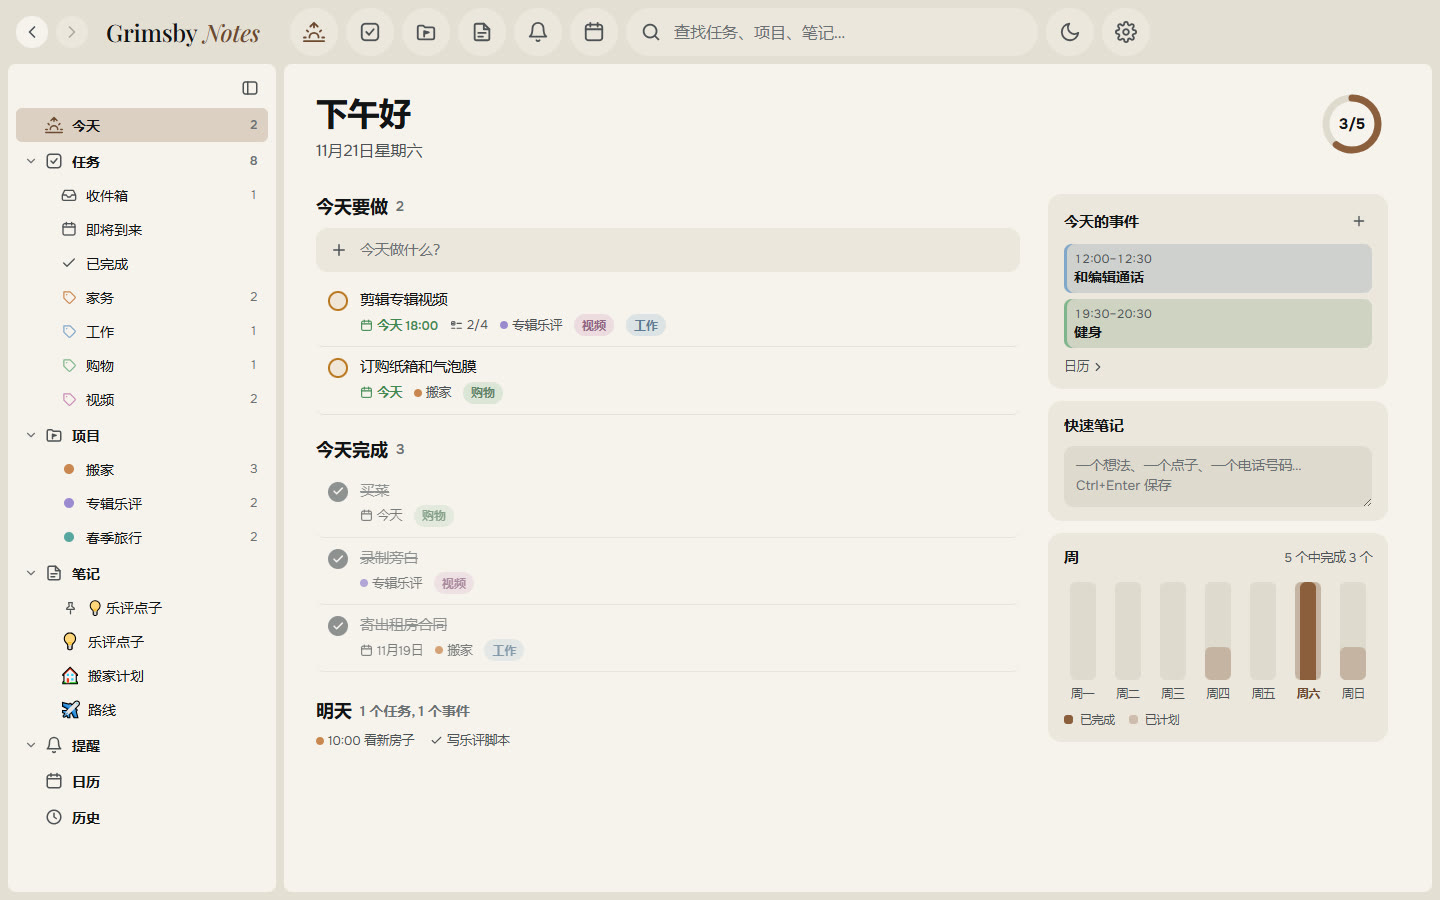 Grimsby Notes
查找任务、项目、笔记...
今天 2
任务 8
收件箱 1
即将到来
已完成
家务 2
工作 1
购物 1
视频 2
项目
搬家 3
专辑乐评 2
春季旅行 2
笔记
乐评点子
乐评点子
搬家计划
路线
提醒
日历
历史
下午好
11月21日星期六
3/5
今天要做 2
今天做什么?
剪辑专辑视频
今天 18:00 2/4 专辑乐评 视频 工作
订购纸箱和气泡膜
今天 搬家 购物
今天完成 3
买菜
今天 购物
录制旁白
专辑乐评 视频
寄出租房合同
11月19日 搬家 工作
明天 1 个任务, 1 个事件
10:00 看新房子 写乐评脚本
今天的事件
12:00–12:30
和编辑通话
19:30–20:30
健身
日历
快速笔记
一个想法、一个点子、一个电话号码...
Ctrl+Enter 保存
周 5 个中完成 3 个
周一 周二 周三 周四 周五 周六 周日
已完成 已计划